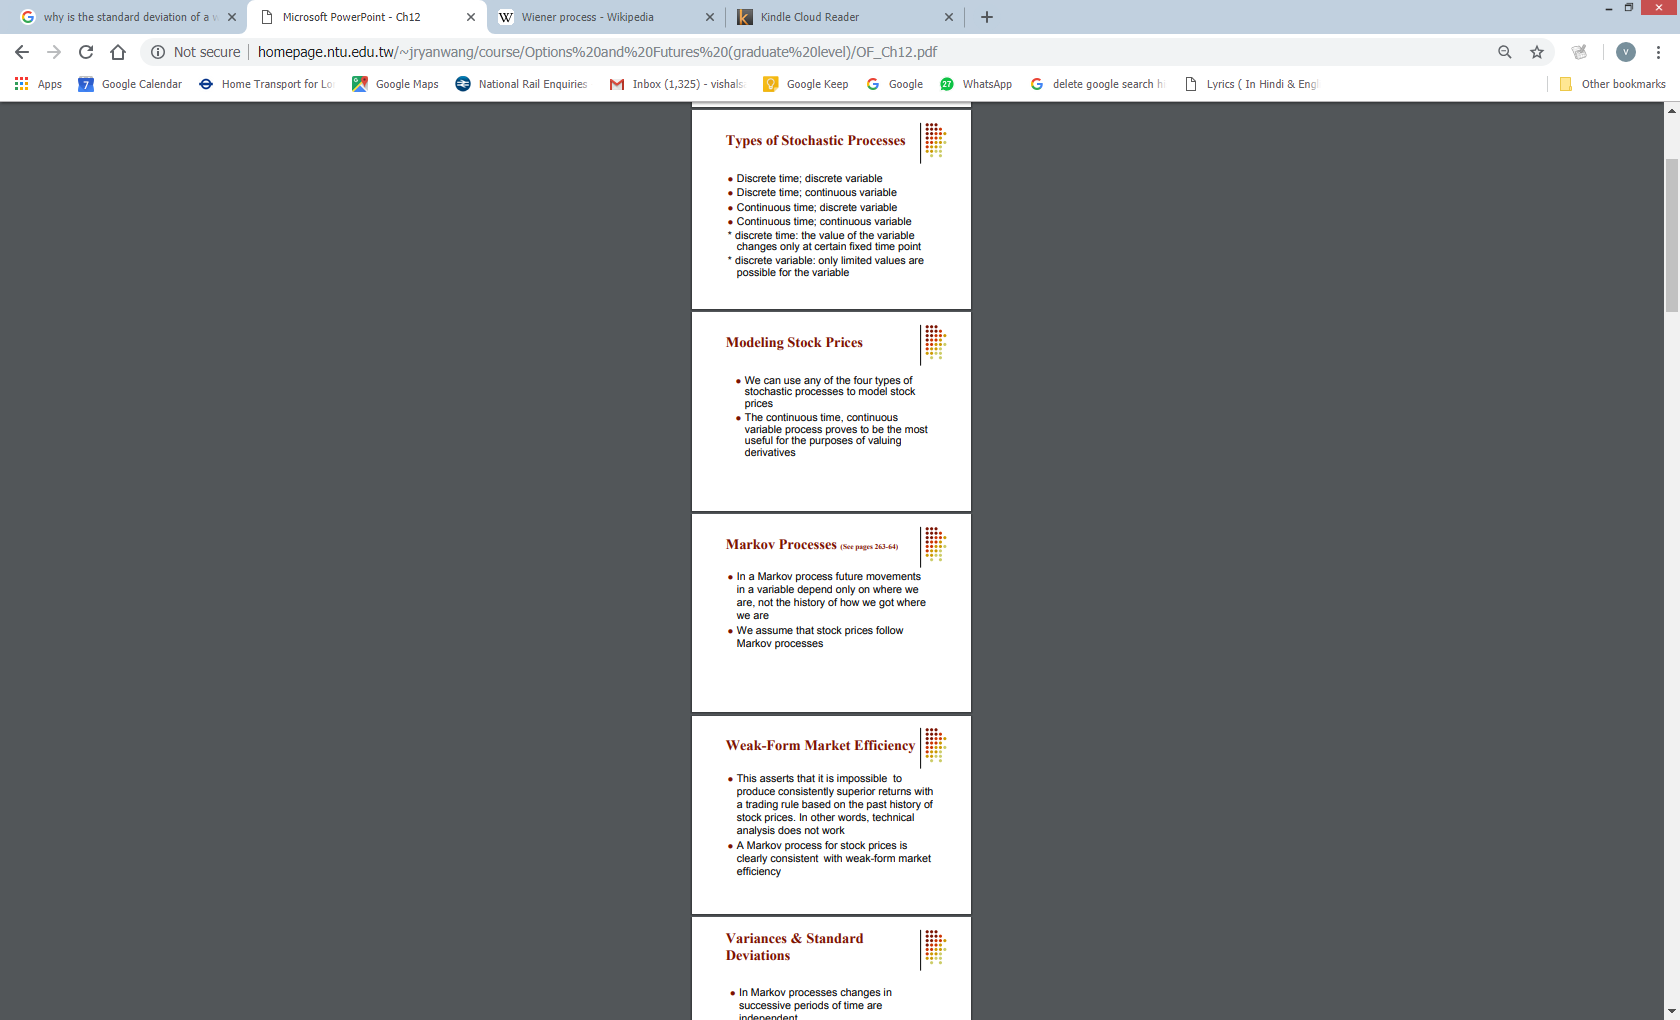 why is the standard deviation of a w
Microsoft PowerPoint - Ch12
Wiener process - Wikipedia
Kindle Cloud Reader
Not secure
homepage.ntu.edu.tw/~jryanwang/course/Options%20and%20Futures%20(graduate%20level)/OF_Ch12.pdf
V
Apps
7
Google Calendar
Home Transport for Lo
Google Maps
National Rail Enquiries
Inbox (1,325) - vishals
Google Keep
Google
27
WhatsApp
delete google search hi
Lyrics ( In Hindi & Engl
Other bookmarks
Types of Stochastic Processes
● Discrete time; discrete variable
● Discrete time; continuous variable
● Continuous time; discrete variable
● Continuous time; continuous variable
* discrete time: the value of the variable
changes only at certain fixed time point
* discrete variable: only limited values are
possible for the variable
Modeling Stock Prices
● We can use any of the four types of
stochastic processes to model stock
prices
● The continuous time, continuous
variable process proves to be the most
useful for the purposes of valuing
derivatives
Markov Processes (See pages 263-64)
● In a Markov process future movements
in a variable depend only on where we
are, not the history of how we got where
we are
● We assume that stock prices follow
Markov processes
Weak-Form Market Efficiency
● This asserts that it is impossible to
produce consistently superior returns with
a trading rule based on the past history of
stock prices. In other words, technical
analysis does not work
● A Markov process for stock prices is
clearly consistent with weak-form market
efficiency
Variances & Standard
Deviations
● In Markov processes changes in
successive periods of time are
independent